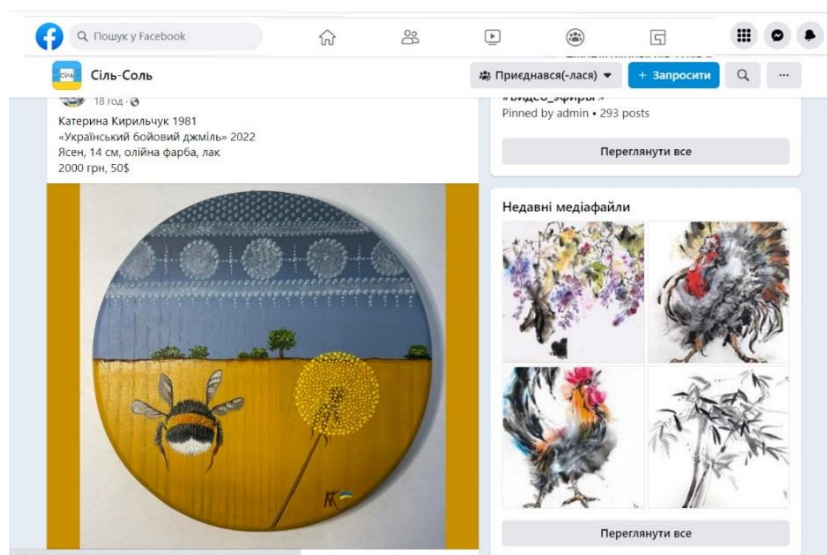 Пошук у Facebook
Сіль-Соль
Приєднався(-лася)
+ Запросити
18 год
Катерина Кирильчук 1981
«Український бойовий джміль» 2022
Ясен, 14 см, олійна фарба, лак
2000 грн, 50$
Pinned by admin • 293 posts
Переглянути все
Недавні медіафайли
Переглянути все